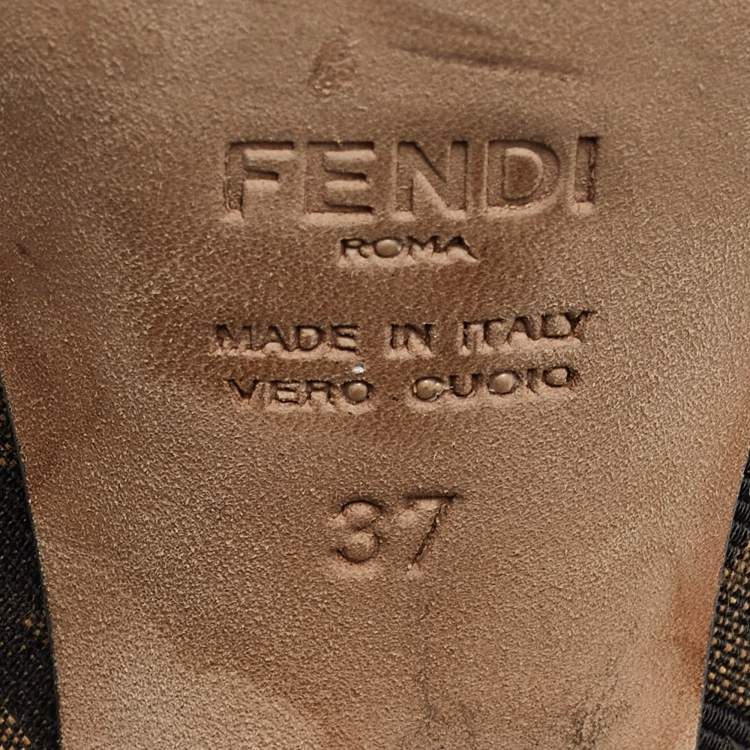 FENDI
ROMA
MADE IN ITALY
VERO CUOIO
37